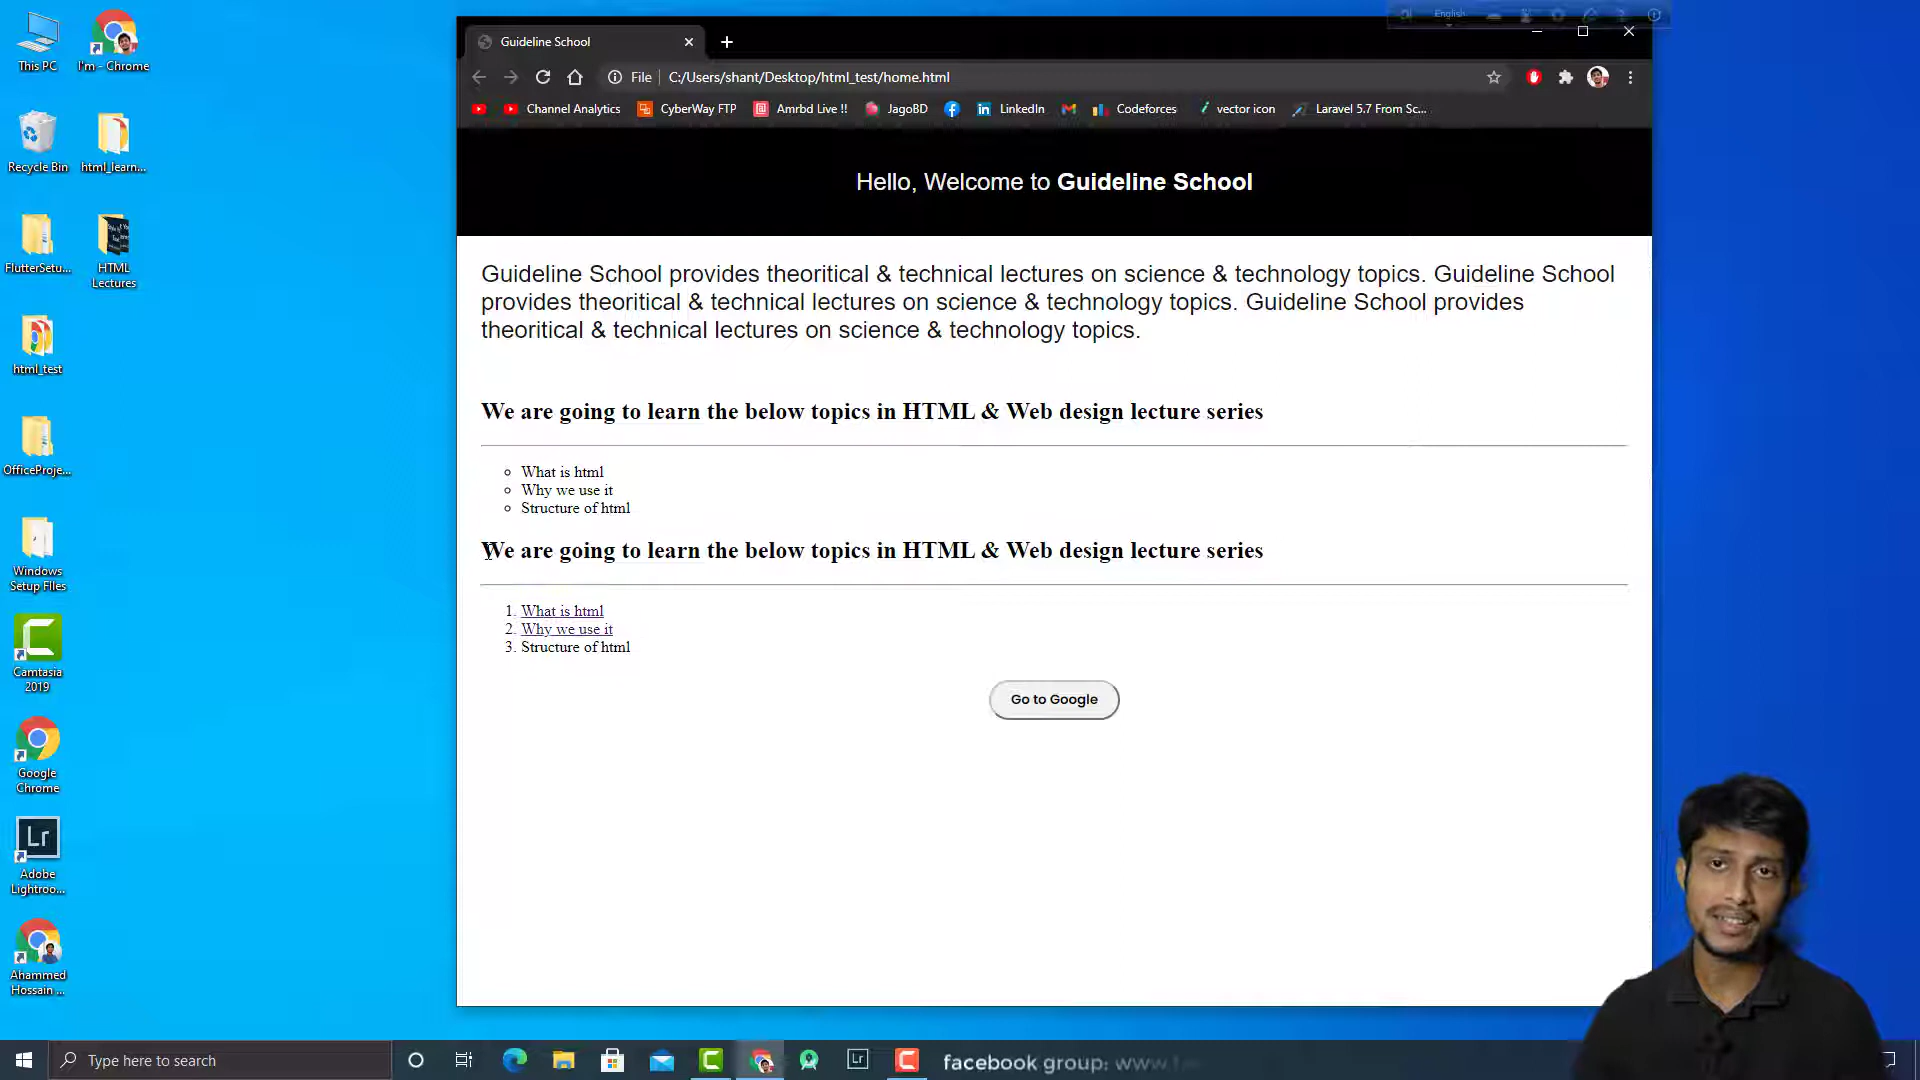 This PC
I'm - Chrome
Recycle Bin
html_learn...
FlutterSetu...
HTML
Lectures
html_test
OfficeProje...
Windows
Setup Files
Camtasia
2019
Google
Chrome
Lr
Adobe
Lightroo...
Ahammed
Hossain ...
English
Guideline School
File
C:/Users/shant/Desktop/html_test/home.html
Channel Analytics
CyberWay FTP
Amrbd Live !!
JagoBD
LinkedIn
Codeforces
vector icon
Laravel 5.7 From Sc...
Hello, Welcome to Guideline School
Guideline School provides theoritical & technical lectures on science & technology topics. Guideline School
provides theoritical & technical lectures on science & technology topics. Guideline School provides
theoritical & technical lectures on science & technology topics.
We are going to learn the below topics in HTML & Web design lecture series
What is html
Why we use it
Structure of html
We are going to learn the below topics in HTML & Web design lecture series
1. What is html
2. Why we use it
3. Structure of html
Go to Google
Type here to search
Lr
facebook group: www.